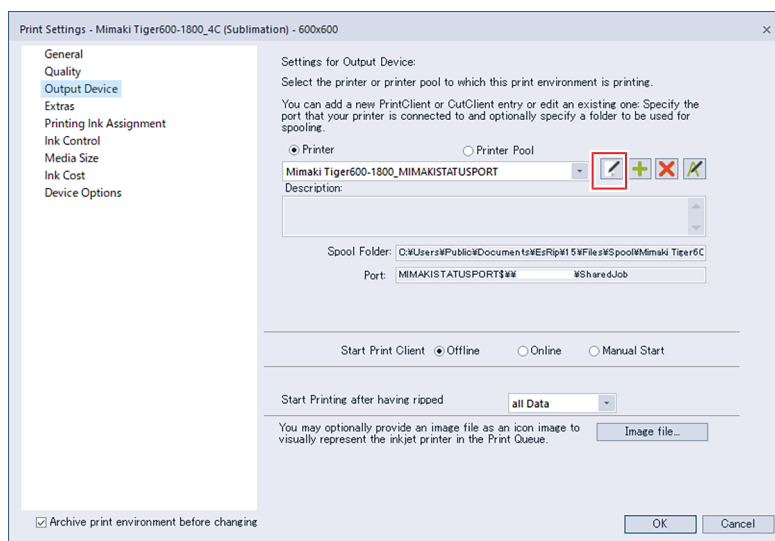 Print Settings - Mimaki Tiger600-1800_4C (Sublimation) - 600x600
General
Quality
Output Device
Extras
Printing Ink Assignment
Ink Control
Media Size
Ink Cost
Device Options
Settings for Output Device:
Select the printer or printer pool to which this print environment is printing.
You can add a new PrintClient or CutClient entry or edit an existing one: Specify the
port that your printer is connected to and optionally specify a folder to be used for
spooling.
Printer Printer Pool
Mimaki Tiger600-1800_MIMAKISTATUSPORT
Description:
Spool Folder: C:¥Users¥Public¥Documents¥EsRip¥15¥Files¥Spool¥Mimaki Tiger6C
Port: MIMAKISTATUSPORT$¥¥ ¥SharedJob
Start Print Client Offline Online Manual Start
Start Printing after having ripped all Data
You may optionally provide an image file as an icon image to
visually represent the inkjet printer in the Print Queue.
Image file...
Archive print environment before changing
OK Cancel